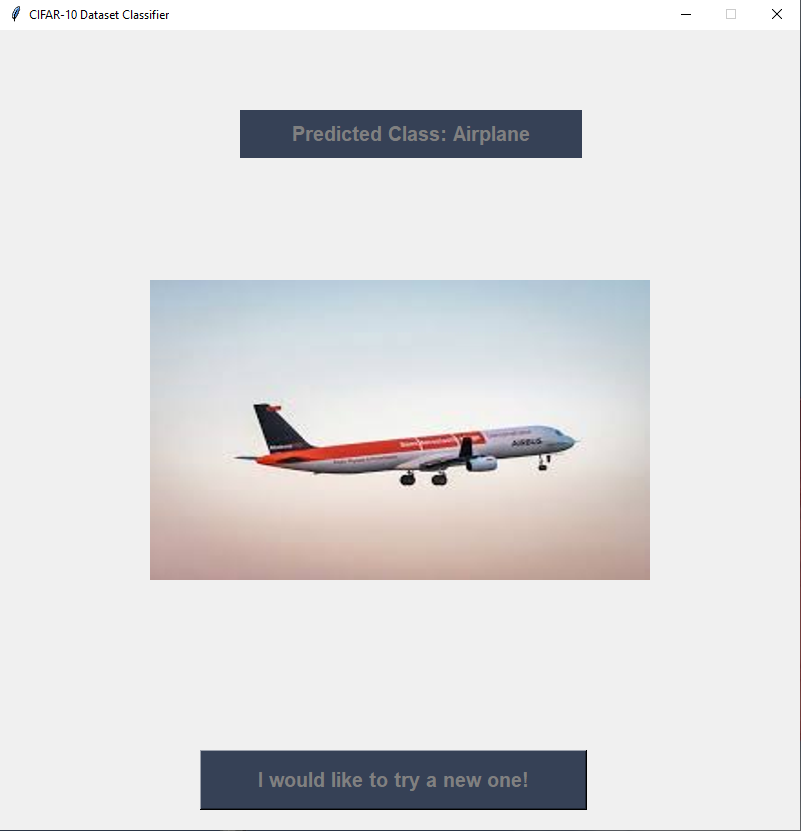 CIFAR-10 Dataset Classifier
Predicted Class: Airplane
AIRBUS
I would like to try a new one!